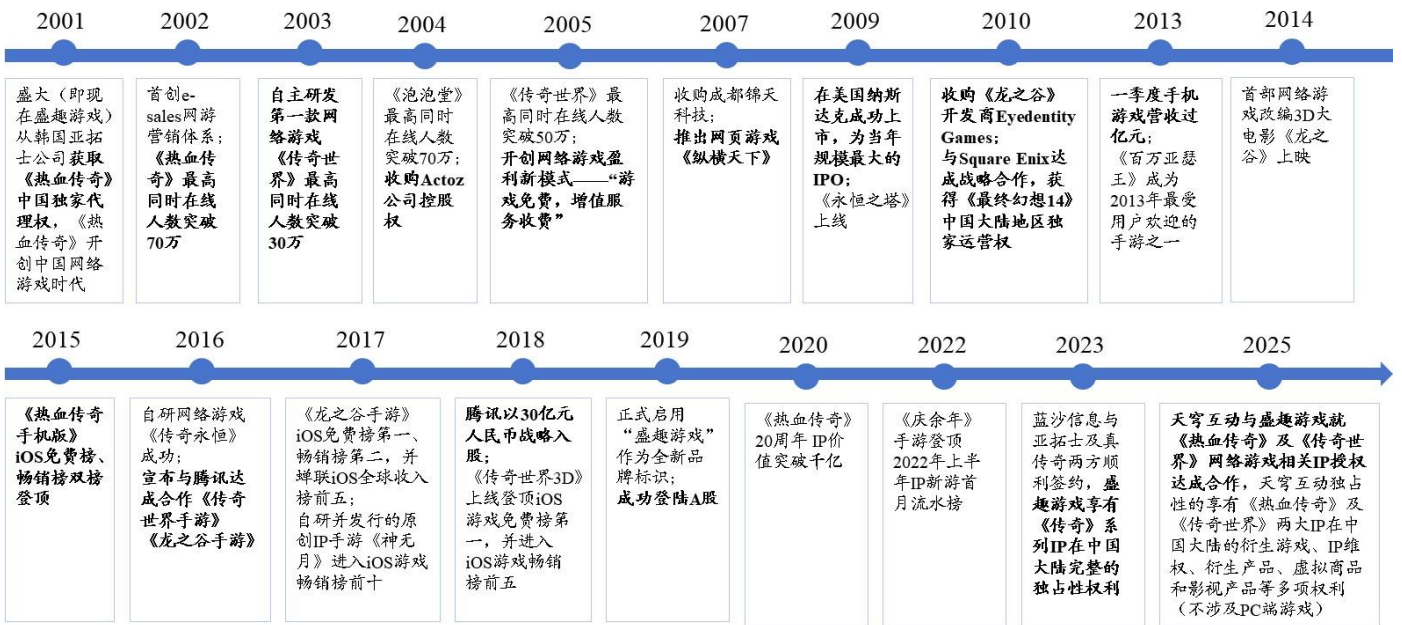 2001
2002
2003
2004
2005
2007
2009
2010
2013
2014
盛大（即现
在盛趣游戏）
从韩国亚拓
士公司获取
《热血传奇》
中国独家代
理权，《热
血传奇》开
创中国网络
游戏时代
首创e-
sales网游
营销体系；
《热血传
奇》最高
同时在线
人数突破
70万
自主研发
第一款网
络游戏
《传奇世
界》最高
同时在线
人数突破
30万
《泡泡堂》
最高同时
在线人数
突破70万；
收购Actoz
公司控股
权
《传奇世界》最
高同时在线人数
突破50万；
开创网络游戏盈
利新模式——“游
戏免费，增值服
务收费”
收购成都锦天
科技；
推出网页游戏
《纵横天下》
在美国纳斯
达克成功上
市，为当年
规模最大的
IPO；
《永恒之塔》
上线
收购《龙之谷》
开发商Eyedentity
Games；
与Square Enix达
成战略合作，获
得《最终幻想14》
中国大陆地区独
家运营权
一季度手机
游戏营收过
亿元；
《百万亚瑟
王》成为
2013年最受
用户欢迎的
手游之一
首部网络游
戏改编3D大
电影《龙之
谷》上映
2015
2016
2017
2018
2019
2020
2022
2023
2025
《热血传奇
手机版》
iOS免费榜、
畅销榜双榜
登顶
自研网络游戏
《传奇永恒》
成功；
宣布与腾讯达
成合作《传奇
世界手游》
《龙之谷手游》
《龙之谷手游》
iOS免费榜第一、
畅销榜第二，并
蝉联iOS全球收入
榜前五；
自研并发行的原
创IP手游《神无
月》进入iOS游戏
畅销榜前十
腾讯以30亿元
人民币战略入
股；
《传奇世界3D》
上线登顶iOS
游戏免费榜第
一，并进入
iOS游戏畅销
榜前五
正式启用
“盛趣游戏”
作为全新品
牌标识；
成功登陆A股
《热血传奇》
20周年 IP价
值突破千亿
《庆余年》
手游登顶
2022年上半
年IP新游首
月流水榜
蓝沙信息与
亚拓士及真
传奇两方顺
利签约，盛
趣游戏享有
《传奇》系
列IP在中国
大陆完整的
独占性权利
天穹互动与盛趣游戏就
《热血传奇》及《传奇世
界》网络游戏相关IP授权
达成合作，天穹互动独占
性的享有《热血传奇》及
《传奇世界》两大IP在中
国大陆的衍生游戏、IP维
权、衍生产品、虚拟商品
和影视产品等多项权利
（不涉及PC端游戏）